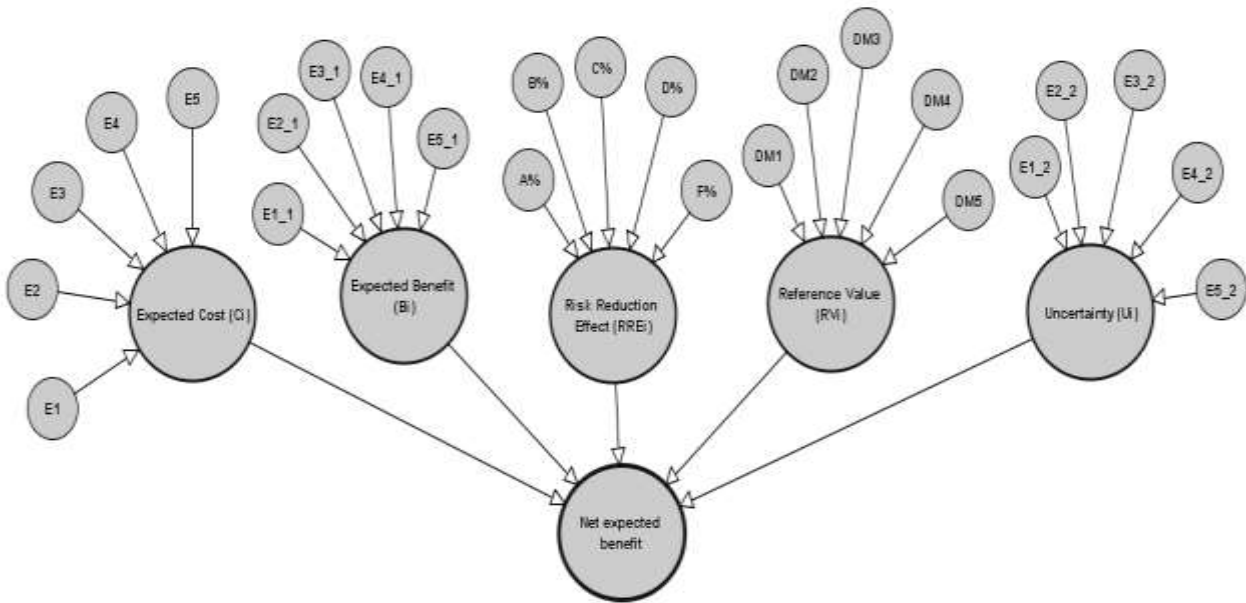 E1
E2
E3
E4
E5
Expected Cost (Ci)
E1_1
E2_1
E3_1
E4_1
E5_1
Expected Benefit
(Bi)
A%
B%
C%
D%
F%
Risk Reduction
Effect (RREi)
DM1
DM2
DM3
DM4
DM5
Reference Value
(RVi)
E1_2
E2_2
E3_2
E4_2
E5_2
Uncertainty (Ui)
Net expected
benefit